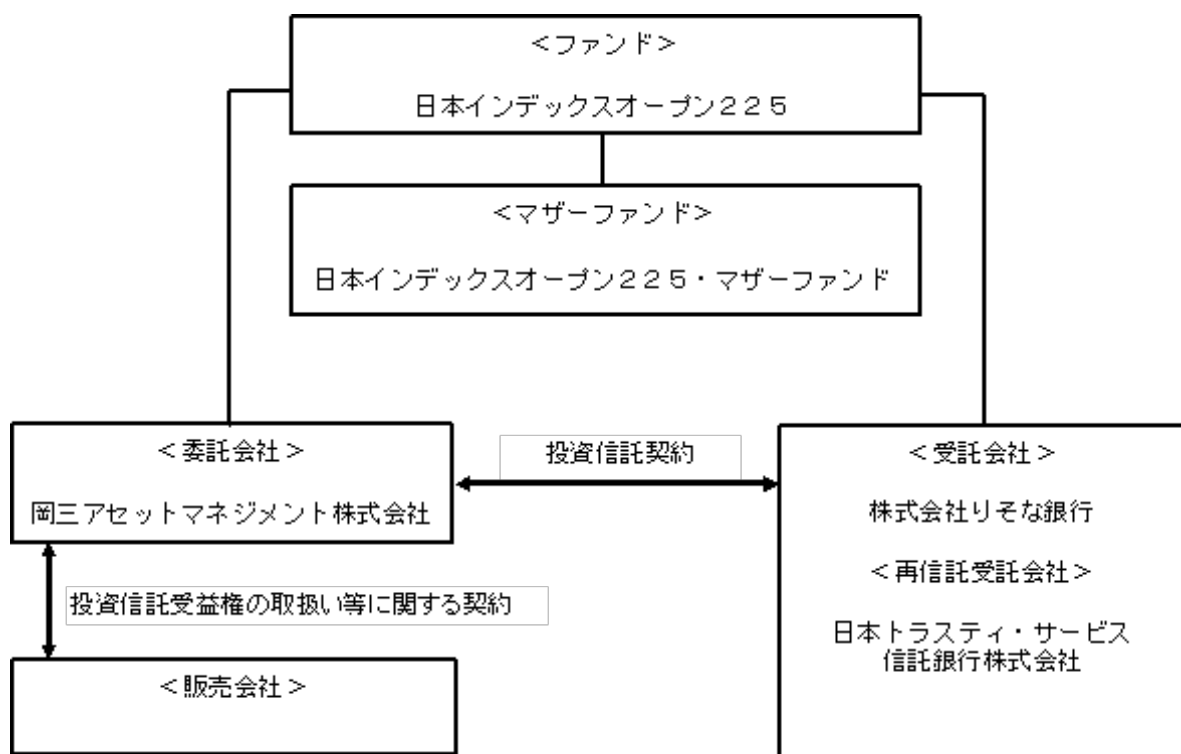 ＜ファンド＞
日本インデックスオープン２２５
＜マザーファンド＞
日本インデックスオープン２２５・マザーファンド
＜委託会社＞
岡三アセットマネジメント株式会社
投資信託契約
＜受託会社＞
株式会社りそな銀行
＜再信託受託会社＞
日本トラスティ・サービス
信託銀行株式会社
投資信託受益権の取扱い等に関する契約
＜販売会社＞